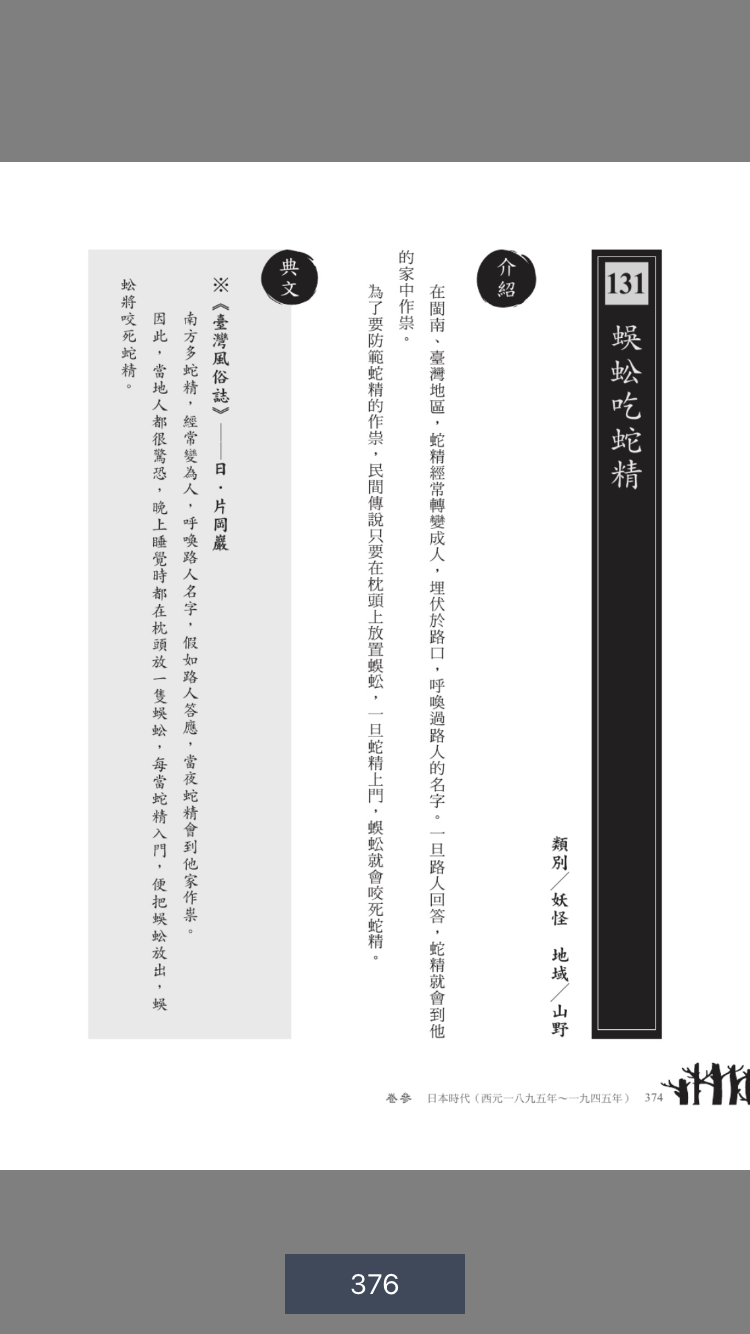 131
蜈蚣吃蛇精
類別／妖怪　地域／山野
介紹
在閩南、臺灣地區，蛇精經常轉變成人，埋伏於路口，呼喚過路人的名字。一旦路人回答，蛇精就會到他
的家中作祟。
為了要防範蛇精的作祟，民間傳說只要在枕頭上放置蜈蚣，一旦蛇精上門，蜈蚣就會咬死蛇精。
典文
※《臺灣風俗誌》——日．片岡巖
南方多蛇精，經常變為人，呼喚路人名字，假如路人答應，當夜蛇精會到他家作祟。
因此，當地人都很驚恐，晚上睡覺時都在枕頭放一隻蜈蚣，每當蛇精入門，便把蜈蚣放出，蜈
蚣將咬死蛇精。
卷參　日本時代（西元一八九五年～一九四五年）　374
376